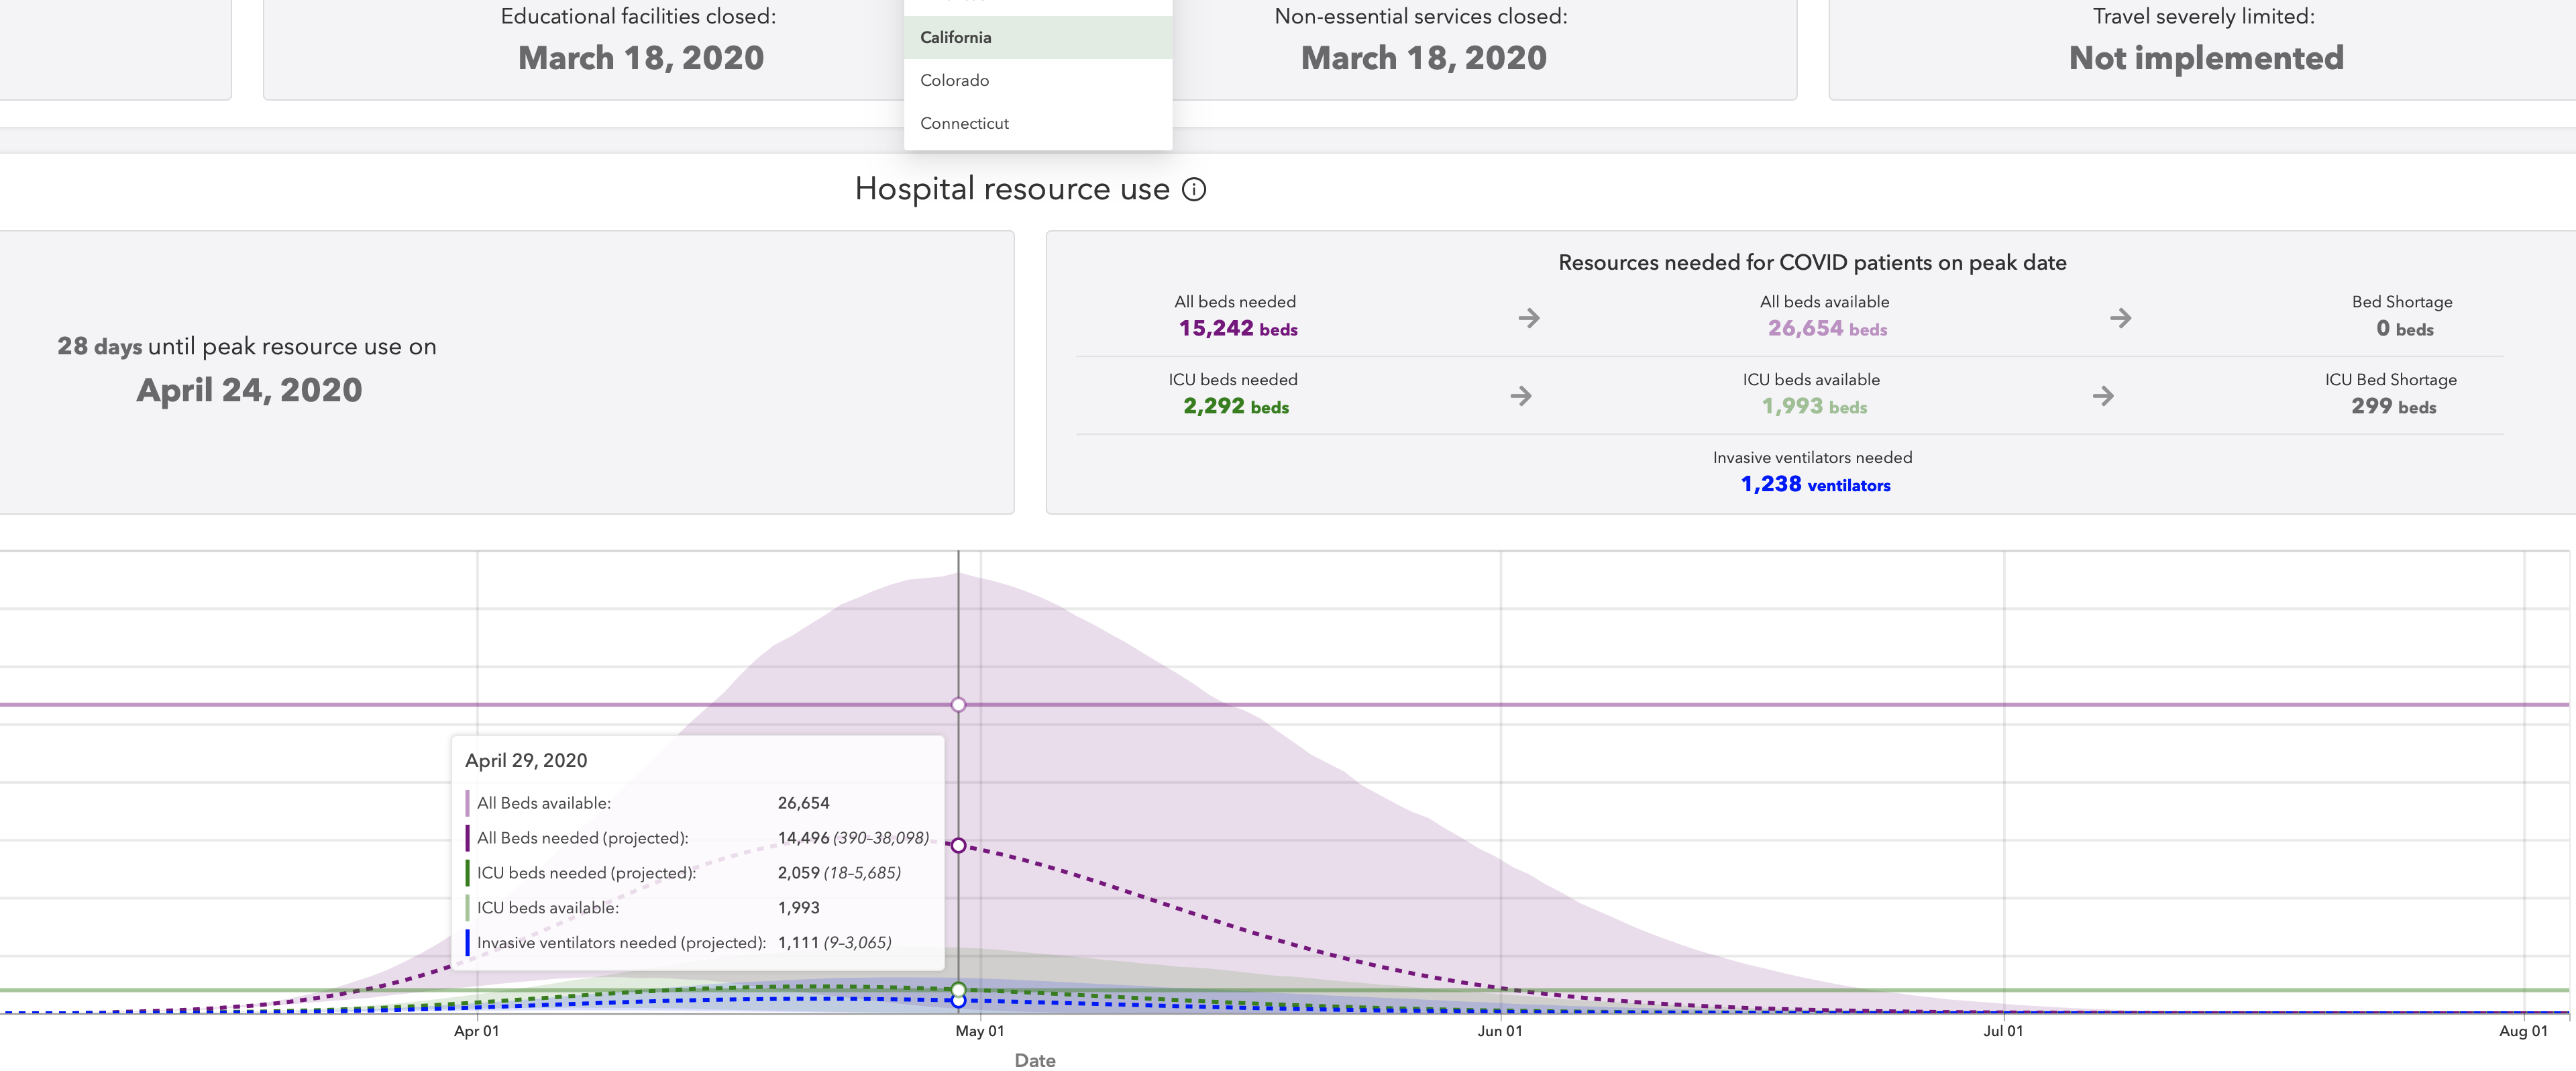 Educational facilities closed:
March 18, 2020
California
Colorado
Connecticut
Non-essential services closed:
March 18, 2020
Travel severely limited:
Not implemented
Hospital resource use
28 days until peak resource use on
April 24, 2020
Resources needed for COVID patients on peak date
All beds needed
15,242 beds
All beds available
26,654 beds
Bed Shortage
0 beds
ICU beds needed
2,292 beds
ICU beds available
1,993 beds
ICU Bed Shortage
299 beds
Invasive ventilators needed
1,238 ventilators
April 29, 2020
All Beds available: 26,654
All Beds needed (projected): 14,496 (390–38,098)
ICU beds needed (projected): 2,059 (18–5,685)
ICU beds available: 1,993
Invasive ventilators needed (projected): 1,111 (9–3,065)
Apr 01 May 01 Jun 01 Jul 01 Aug 01
Date